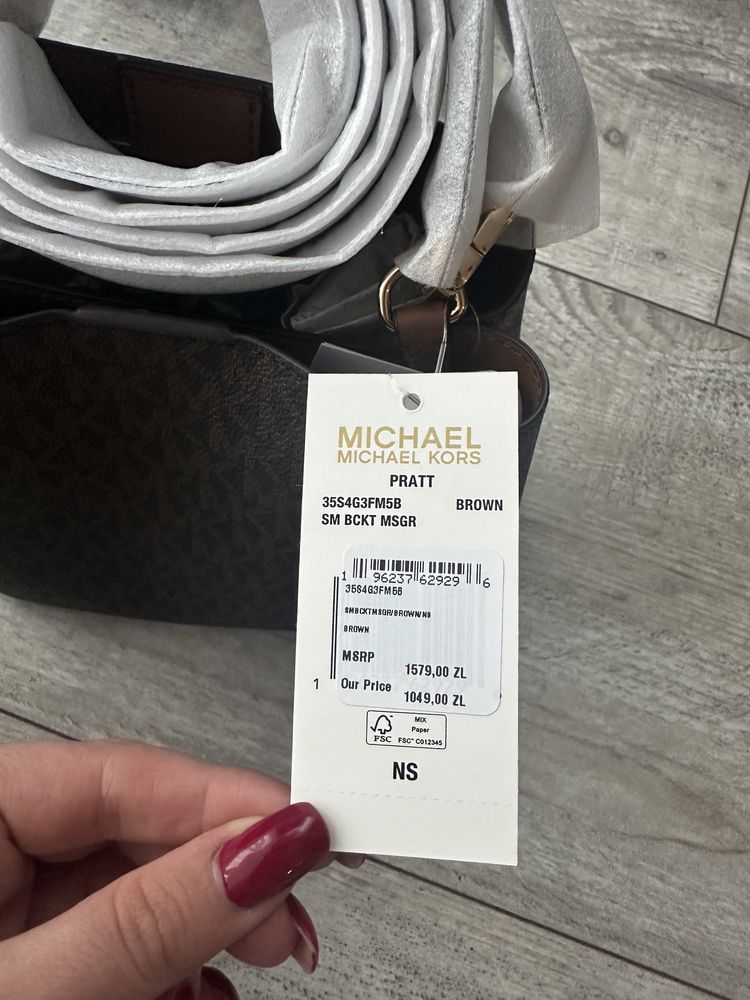 MICHAEL
MICHAEL KORS
PRATT
35S4G3FM5B BROWN
SM BCKT MSGR
1 96237 62929 6
35S4G3FM5B
SMBCKTMSGR/BROWN/NS
BROWN
MSRP 1579,00 ZL
1 Our Price 1049,00 ZL
FSC
MIX
Paper
FSC™ C012345
NS